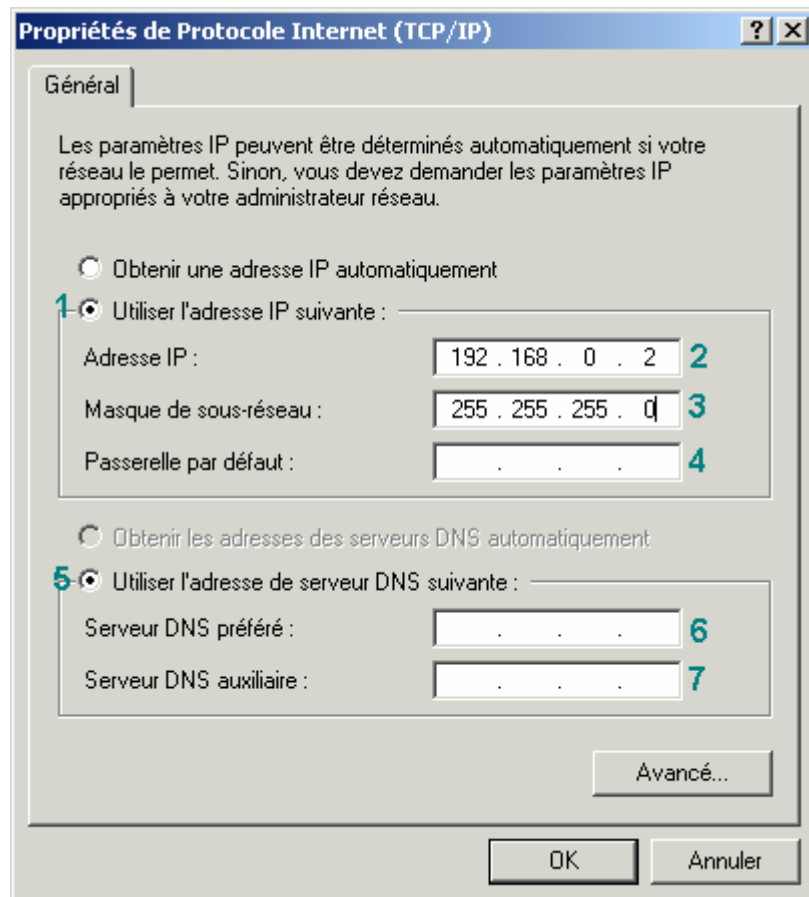 Propriétés de Protocole Internet (TCP/IP)
Général
Les paramètres IP peuvent être déterminés automatiquement si votre
réseau le permet. Sinon, vous devez demander les paramètres IP
appropriés à votre administrateur réseau.
Obtenir une adresse IP automatiquement
1 Utiliser l'adresse IP suivante :
Adresse IP : 192 . 168 . 0 . 2 2
Masque de sous-réseau : 255 . 255 . 255 . 0 3
Passerelle par défaut : . . . 4
Obtenir les adresses des serveurs DNS automatiquement
5 Utiliser l'adresse de serveur DNS suivante :
Serveur DNS préféré : . . . 6
Serveur DNS auxiliaire : . . . 7
Avancé...
OK Annuler